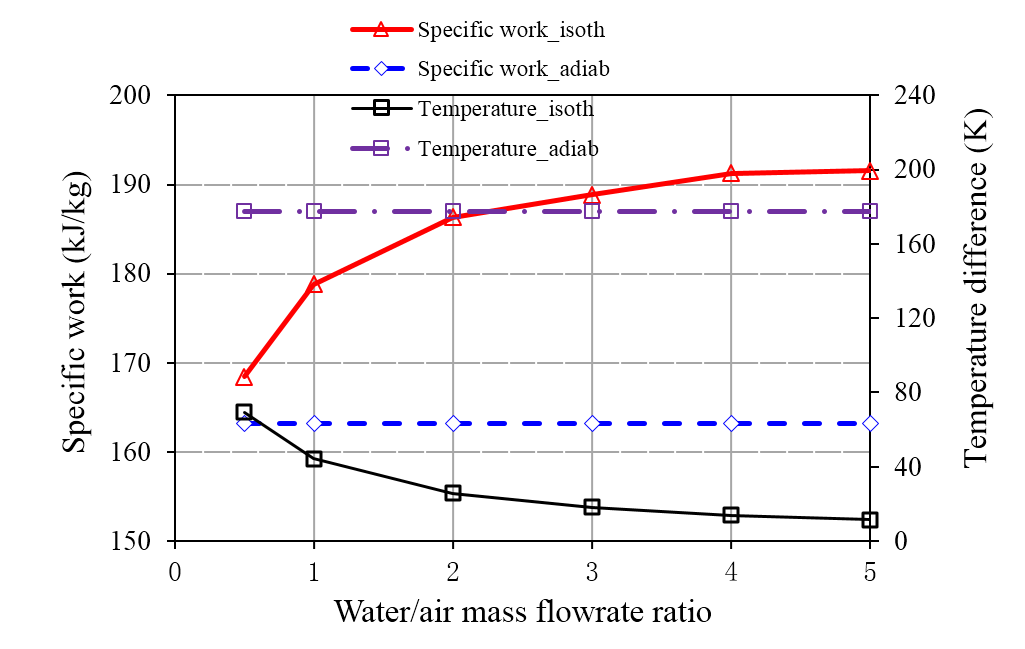 Specific work_isoth
Specific work_adiab
Temperature_isoth
Temperature_adiab
200
190
180
170
160
150
240
200
160
120
80
40
0
0
1
2
3
4
5
Specific work (kJ/kg)
Temperature difference (K)
Water/air mass flowrate ratio